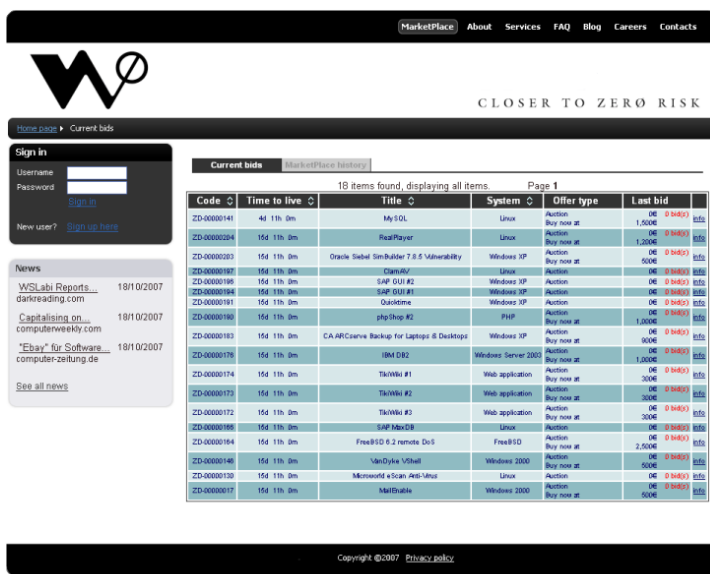 MarketPlace About Services FAQ Blog Careers Contacts
CLOSER TO ZERØ RISK
Home page Current bids
Sign in
Username
Password
Sign in
New user? Sign up here
News
WSLabi Reports... 18/10/2007
darkreading.com
Capitalising on... 18/10/2007
computerweekly.com
"Ebay" für Software... 18/10/2007
computer-zeitung.de
See all news
Current bids MarketPlace history
18 items found, displaying all items. Page 1
Code Time to live Title System Offer type Last bid
ZD-00000141 4d 11h 0m MySQL Linux Auction 0€ 0 bid(s) info
Buy now at 1,500€
ZD-00000204 15d 11h 0m RealPlayer Linux Auction 0€ 0 bid(s) info
Buy now at 1,200€
ZD-00000203 15d 11h 0m Oracle Siebel SimBuilder 7.8.5 Vulnerability Windows XP Auction 0€ 0 bid(s) info
Buy now at 500€
ZD-00000197 15d 11h 0m ClamAV Linux Auction 0€ 0 bid(s) info
ZD-00000195 15d 11h 0m SAP GUI #2 Windows XP Auction 0€ 0 bid(s) info
ZD-00000194 15d 11h 0m SAP GUI #1 Windows XP Auction 0€ 0 bid(s) info
ZD-00000191 15d 11h 0m Quicktime Windows XP Auction 0€ 0 bid(s) info
ZD-00000190 15d 11h 0m phpShop #2 PHP Auction 0€ 0 bid(s) info
Buy now at 1,000€
ZD-00000183 15d 11h 0m CA ARCserve Backup for Laptops & Desktops Windows XP Auction 0€ 0 bid(s) info
Buy now at 900€
ZD-00000178 15d 11h 0m IBM DB2 Windows Server 2003 Auction 0€ 0 bid(s) info
Buy now at 1,000€
ZD-00000174 15d 11h 0m TikiWiki #1 Web application Auction 0€ 0 bid(s) info
Buy now at 300€
ZD-00000173 15d 11h 0m TikiWiki #2 Web application Auction 0€ 0 bid(s) info
Buy now at 300€
ZD-00000172 15d 11h 0m TikiWiki #3 Web application Auction 0€ 0 bid(s) info
Buy now at 300€
ZD-00000166 15d 11h 0m SAP MaxDB Linux Auction 0€ 0 bid(s) info
ZD-00000164 15d 11h 0m FreeBSD 6.2 remote DoS FreeBSD Auction 0€ 0 bid(s) info
Buy now at 2,500€
ZD-00000146 15d 11h 0m VanDyke VShell Windows 2000 Auction 0€ 0 bid(s) info
Buy now at 500€
ZD-00000130 15d 11h 0m Microworld eScan Anti-Virus Linux Auction 0€ 0 bid(s) info
ZD-00000017 15d 11h 0m MailEnable Windows 2000 Auction 0€ 0 bid(s) info
Buy now at 500€
Copyright ©2007 Privacy policy